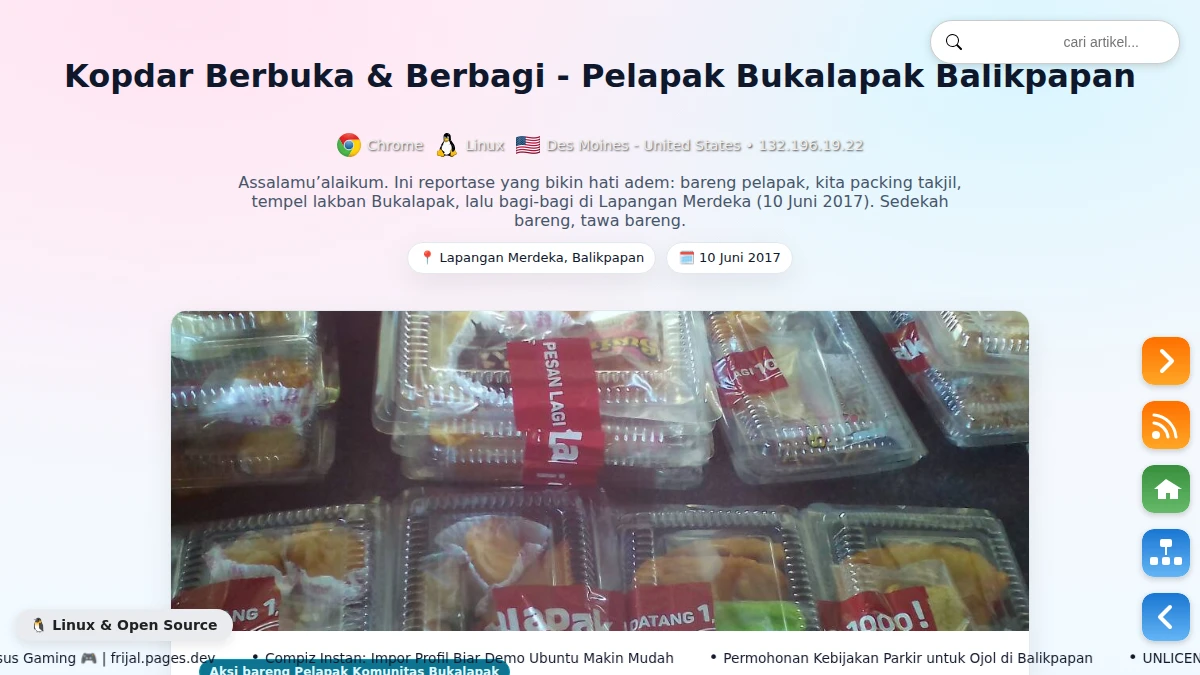 cari artikel...
Kopdar Berbuka & Berbagi - Pelapak Bukalapak Balikpapan
Chrome Linux Des Moines - United States • 132.196.19.22
Assalamu’alaikum. Ini reportase yang bikin hati adem: bareng pelapak, kita packing takjil,
tempel lakban Bukalapak, lalu bagi-bagi di Lapangan Merdeka (10 Juni 2017). Sedekah
bareng, tawa bareng.
📍 Lapangan Merdeka, Balikpapan
🗓️ 10 Juni 2017
PESAN LAGI
la
AGI 10
NG 1
alapak
DATANG 1
1000!
🐧 Linux & Open Source
sus Gaming 🎮 | frijal.pages.dev • Compiz Instan: Impor Profil Biar Demo Ubuntu Makin Mudah • Permohonan Kebijakan Parkir untuk Ojol di Balikpapan • UNLICEN
Aksi bareng Pelapak Komunitas Bukalapak